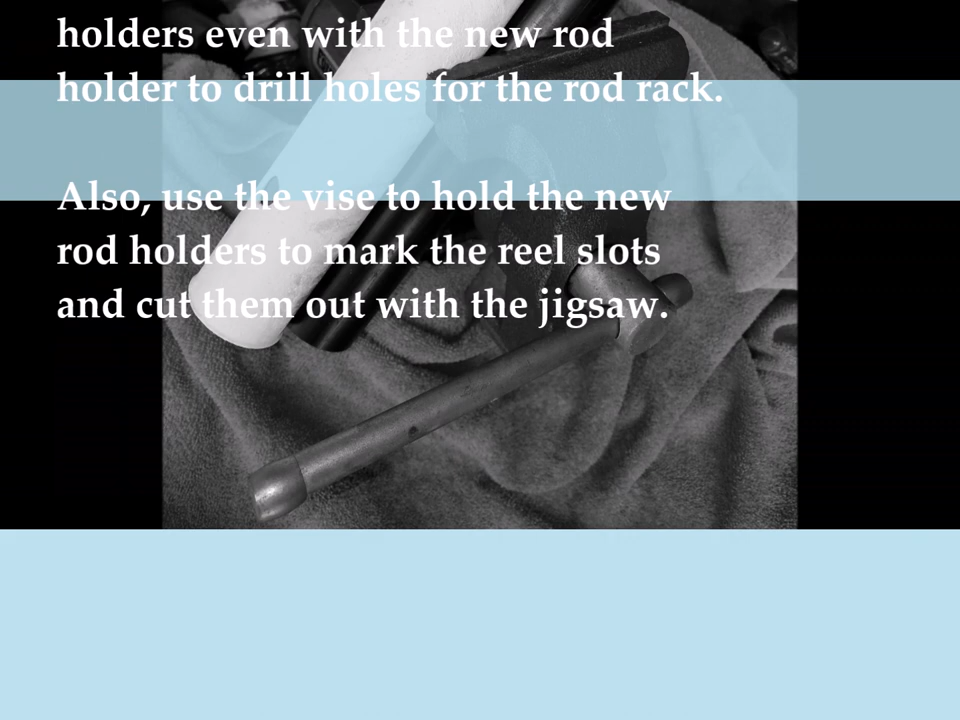 holders even with the new rod
holder to drill holes for the rod rack.
Also, use the vise to hold the new
rod holders to mark the reel slots
and cut them out with the jigsaw.